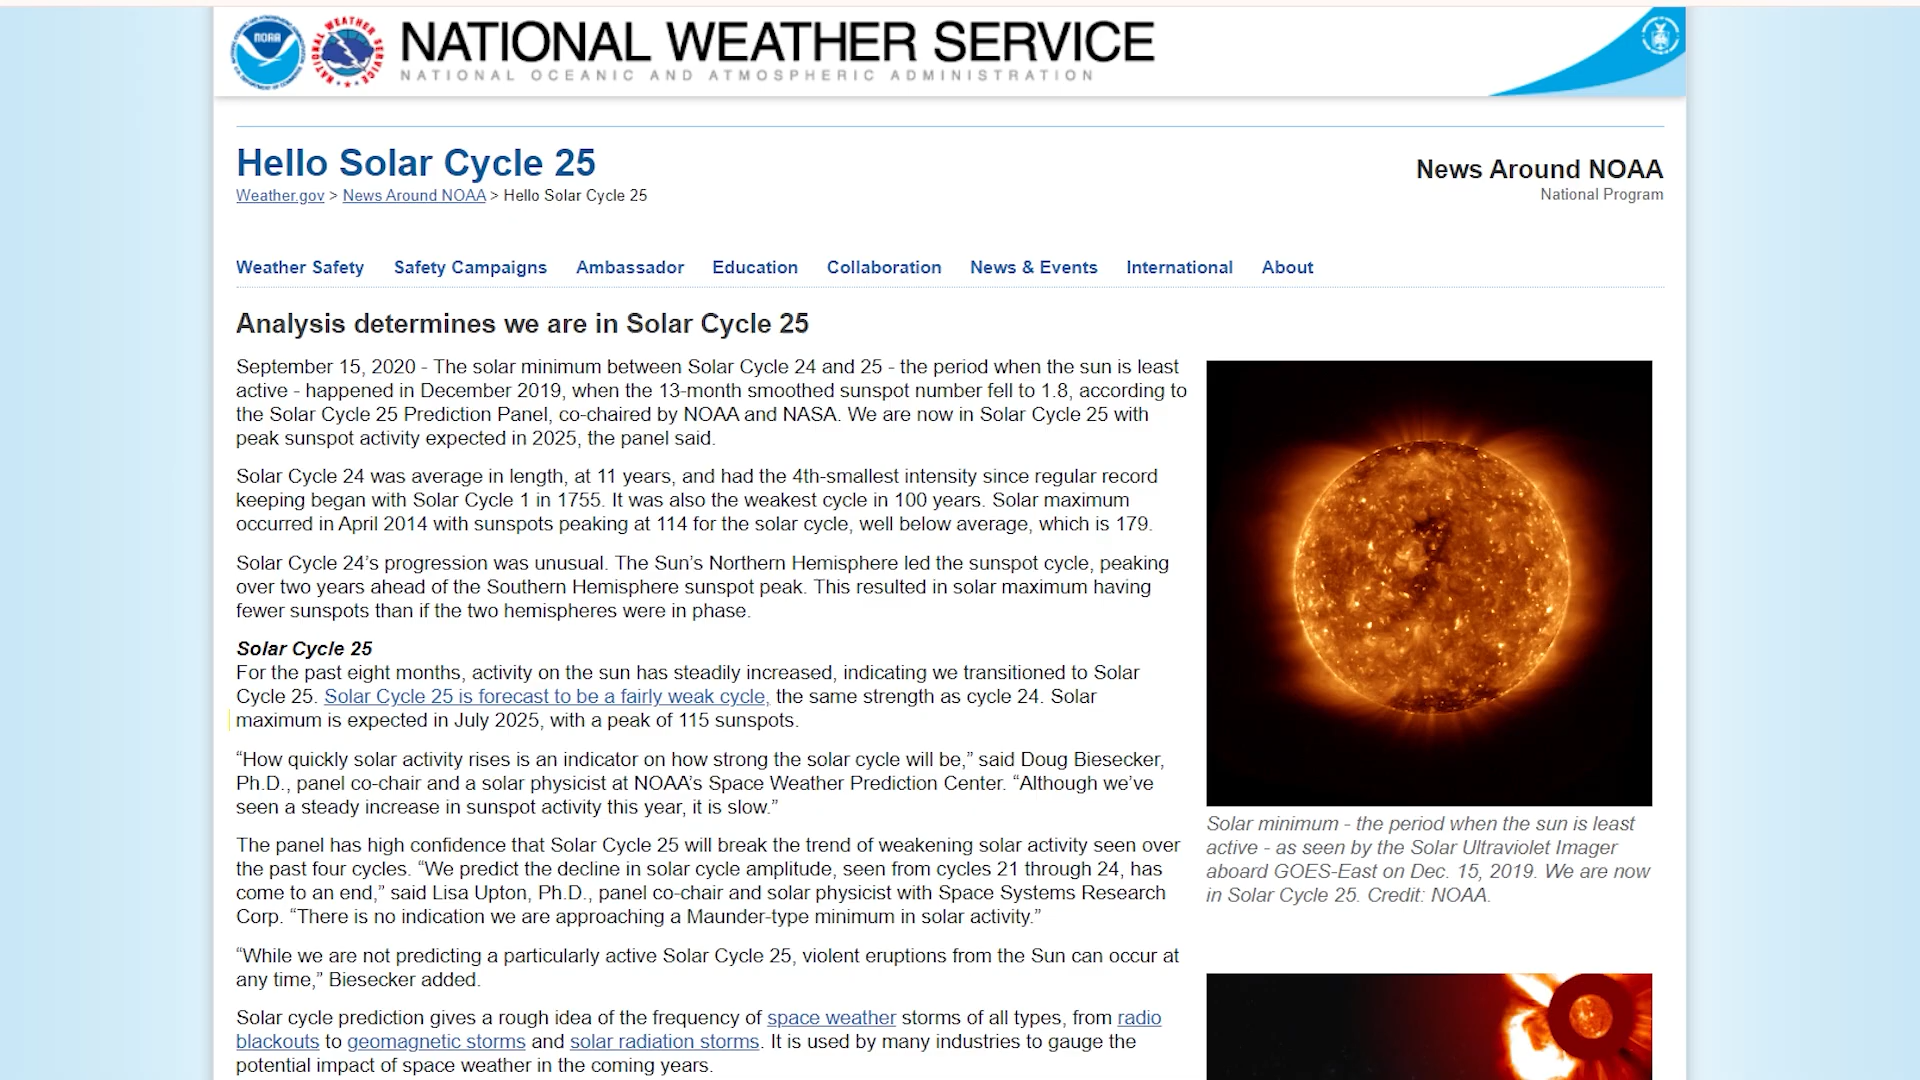 NOAA
NATIONAL WEATHER SERVICE
NATIONAL WEATHER SERVICE
NATIONAL OCEANIC AND ATMOSPHERIC ADMINISTRATION
Hello Solar Cycle 25
Weather.gov > News Around NOAA > Hello Solar Cycle 25
News Around NOAA
National Program
Weather Safety Safety Campaigns Ambassador Education Collaboration News & Events International About
Analysis determines we are in Solar Cycle 25
September 15, 2020 - The solar minimum between Solar Cycle 24 and 25 - the period when the sun is least
active - happened in December 2019, when the 13-month smoothed sunspot number fell to 1.8, according to
the Solar Cycle 25 Prediction Panel, co-chaired by NOAA and NASA. We are now in Solar Cycle 25 with
peak sunspot activity expected in 2025, the panel said.
Solar Cycle 24 was average in length, at 11 years, and had the 4th-smallest intensity since regular record
keeping began with Solar Cycle 1 in 1755. It was also the weakest cycle in 100 years. Solar maximum
occurred in April 2014 with sunspots peaking at 114 for the solar cycle, well below average, which is 179.
Solar Cycle 24’s progression was unusual. The Sun’s Northern Hemisphere led the sunspot cycle, peaking
over two years ahead of the Southern Hemisphere sunspot peak. This resulted in solar maximum having
fewer sunspots than if the two hemispheres were in phase.
Solar Cycle 25
For the past eight months, activity on the sun has steadily increased, indicating we transitioned to Solar
Cycle 25. Solar Cycle 25 is forecast to be a fairly weak cycle, the same strength as cycle 24. Solar
maximum is expected in July 2025, with a peak of 115 sunspots.
“How quickly solar activity rises is an indicator on how strong the solar cycle will be,” said Doug Biesecker,
Ph.D., panel co-chair and a solar physicist at NOAA’s Space Weather Prediction Center. “Although we’ve
seen a steady increase in sunspot activity this year, it is slow.”
The panel has high confidence that Solar Cycle 25 will break the trend of weakening solar activity seen over
the past four cycles. “We predict the decline in solar cycle amplitude, seen from cycles 21 through 24, has
come to an end,” said Lisa Upton, Ph.D., panel co-chair and solar physicist with Space Systems Research
Corp. “There is no indication we are approaching a Maunder-type minimum in solar activity.”
“While we are not predicting a particularly active Solar Cycle 25, violent eruptions from the Sun can occur at
any time,” Biesecker added.
Solar cycle prediction gives a rough idea of the frequency of space weather storms of all types, from radio
blackouts to geomagnetic storms and solar radiation storms. It is used by many industries to gauge the
potential impact of space weather in the coming years.
Solar minimum - the period when the sun is least
active - as seen by the Solar Ultraviolet Imager
aboard GOES-East on Dec. 15, 2019. We are now
in Solar Cycle 25. Credit: NOAA.